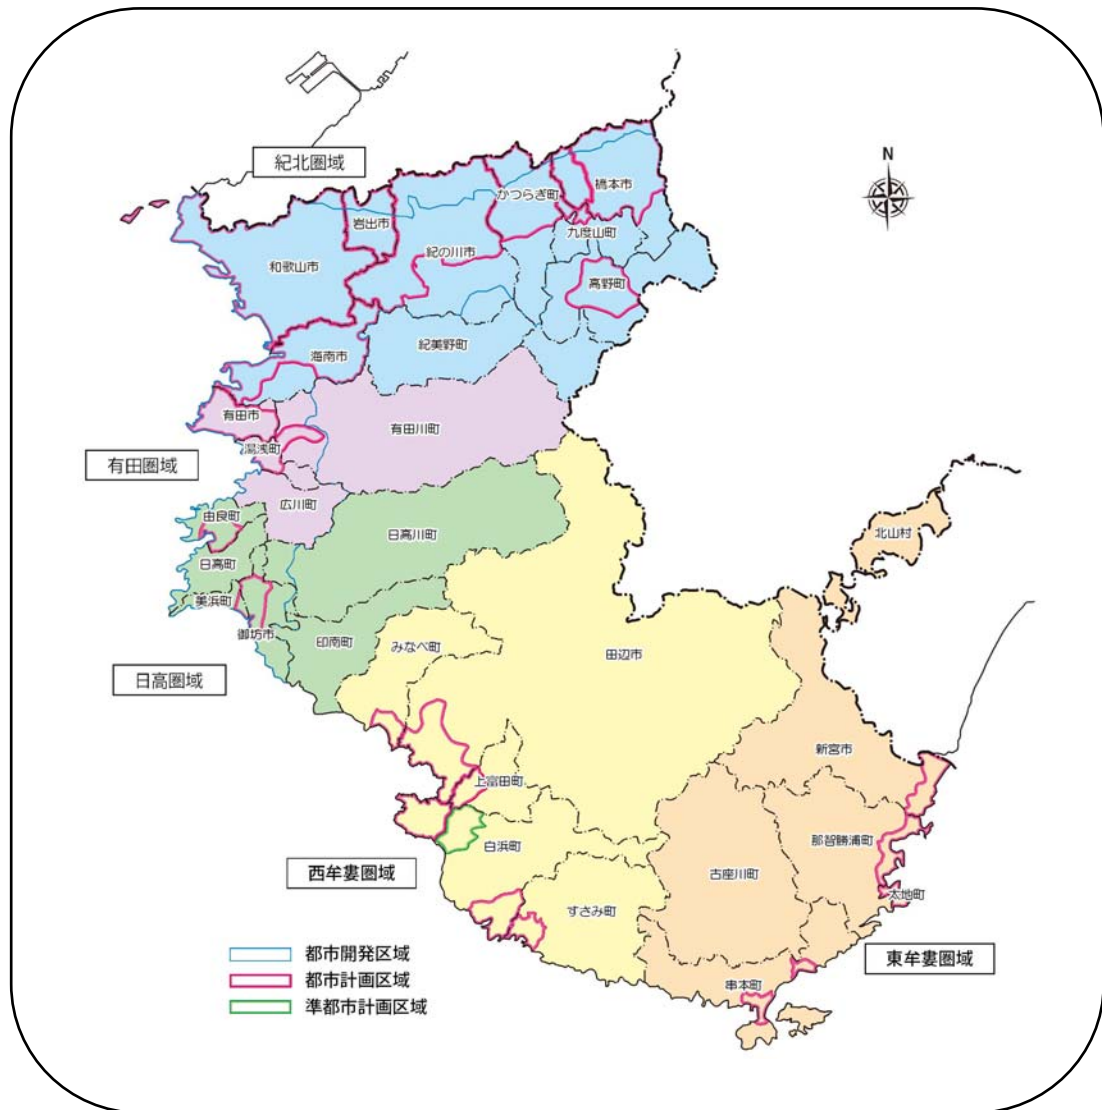 N
紀北圏域
かつらぎ町
橋本市
岩出市
九度山町
紀の川市
和歌山市
高野町
海南市
紀美野町
有田市
有田川町
湯浅町
有田圏域
広川町
由良町
日高川町
北山村
日高町
美浜町
御坊市
印南町
みなべ町
田辺市
日高圏域
新宮市
上富田町
那智勝浦町
白浜町
西牟婁圏域
古座川町
太地町
すさみ町
都市開発区域
東牟婁圏域
都市計画区域
串本町
準都市計画区域